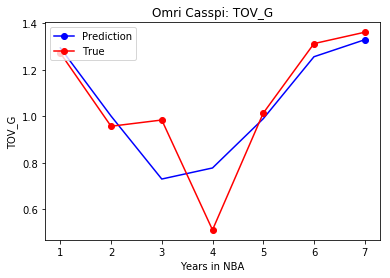 Omri Casspi: TOV_G
Prediction
True
1.4
1.2
1.0
0.8
0.6
TOV_G
1 2 3 4 5 6 7
Years in NBA